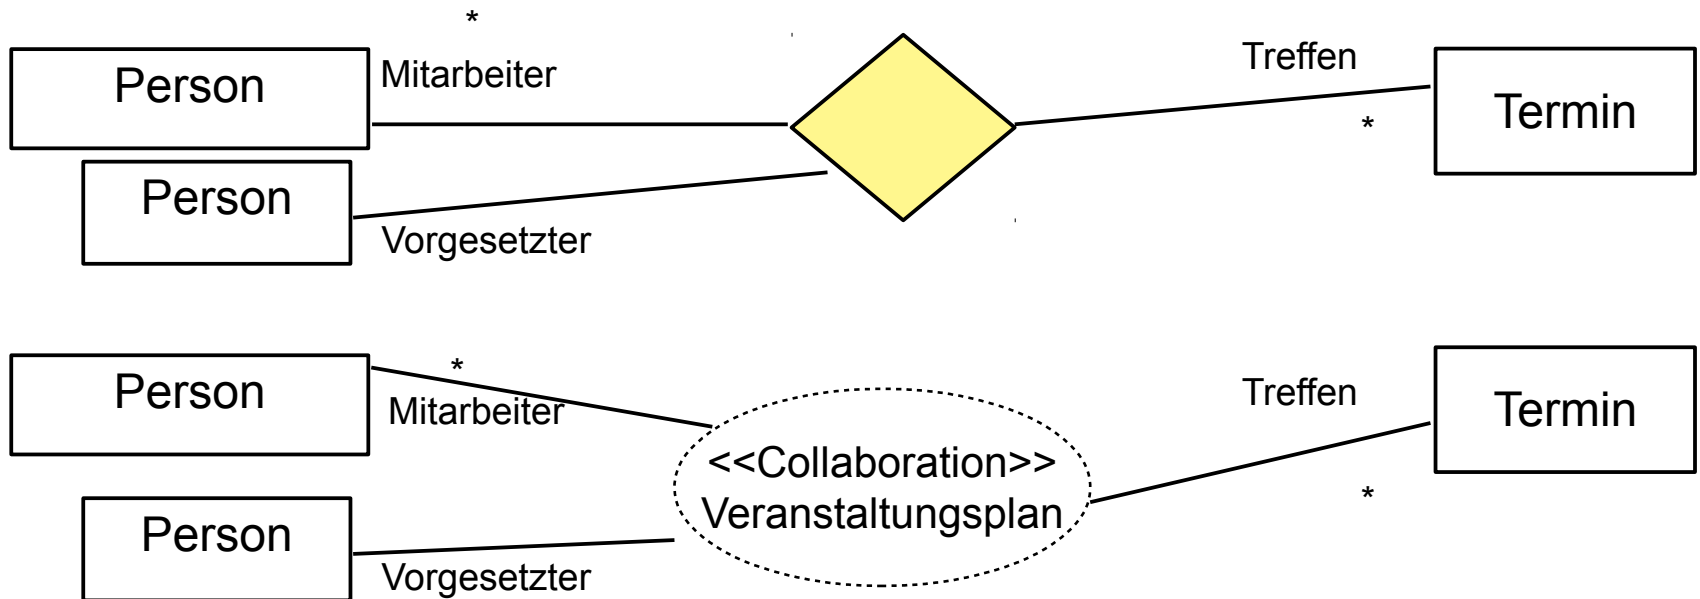 *
Person
Mitarbeiter
Treffen
Termin
*
Person
Vorgesetzter
Person
*
Mitarbeiter
Treffen
Termin
<<Collaboration>>
Veranstaltungsplan
*
Person
Vorgesetzter